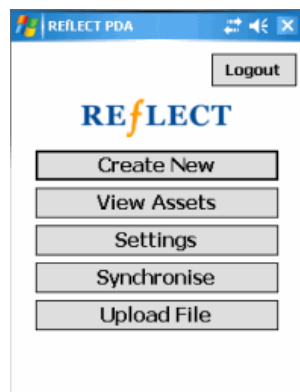 REfLECT PDA
Logout
REfLECT
Create New
View Assets
Settings
Synchronise
Upload File